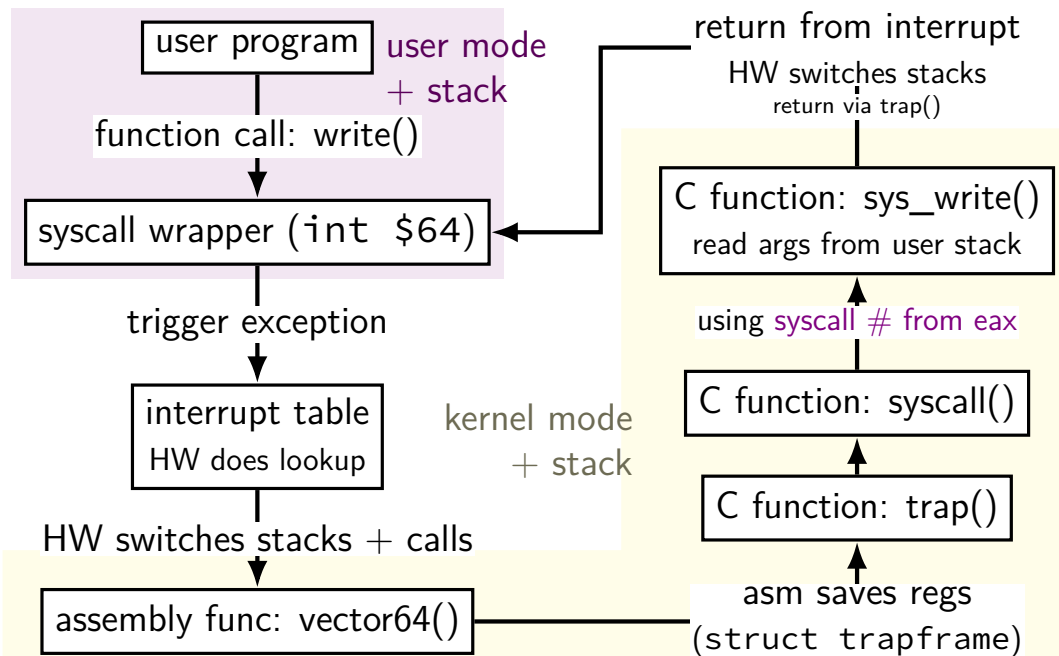 user program
user mode
+ stack
function call: write()
syscall wrapper (int $64)
trigger exception
interrupt table
HW does lookup
HW switches stacks + calls
assembly func: vector64()
kernel mode
+ stack
asm saves regs
(struct trapframe)
C function: trap()
C function: syscall()
using syscall # from eax
C function: sys_write()
read args from user stack
return from interrupt
HW switches stacks
return via trap()